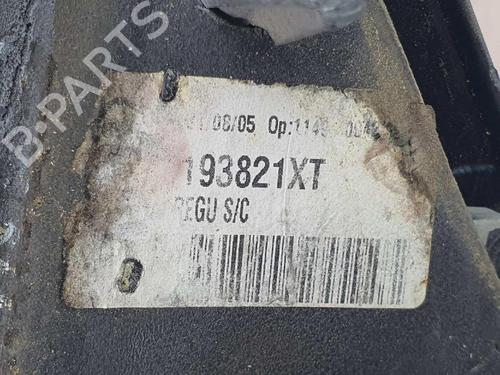 B-PARTS
08/05 Op:114
193821XT
REGU S/C